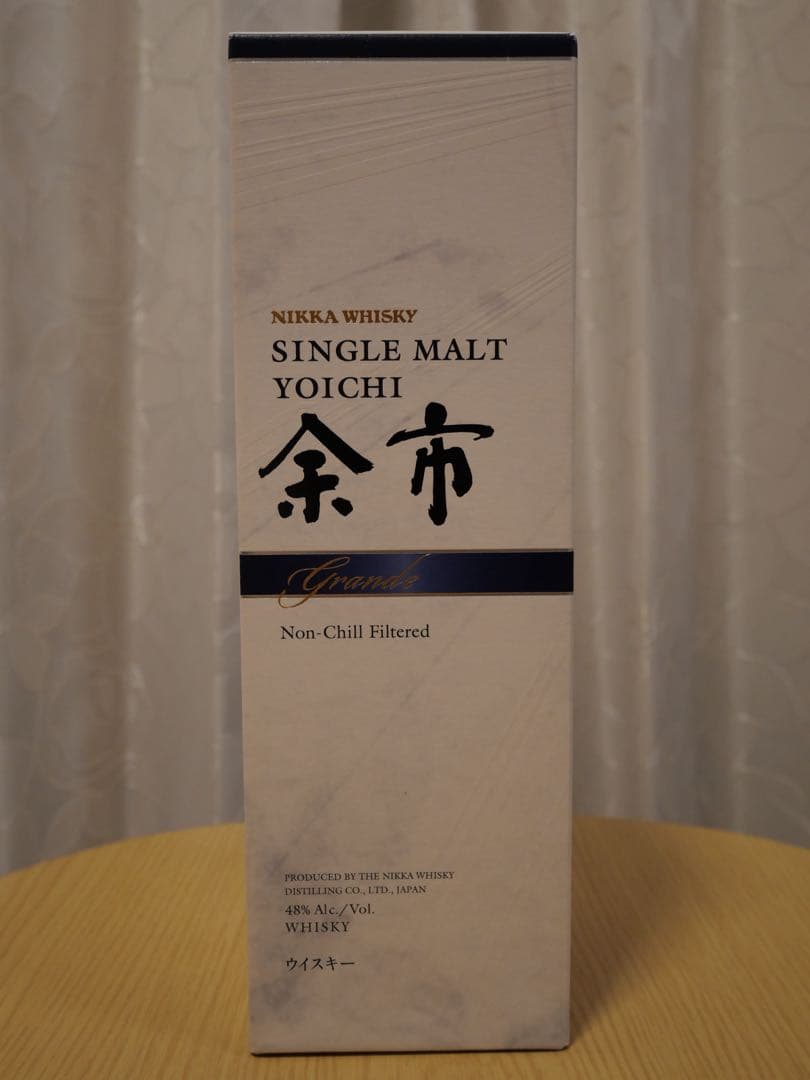 NIKKA WHISKY
SINGLE MALT
YOICHI
余市
Grande
Non-Chill Filtered
PRODUCED BY THE NIKKA WHISKY
DISTILLING CO., LTD., JAPAN
48% Alc./Vol.
WHISKY
ウイスキー